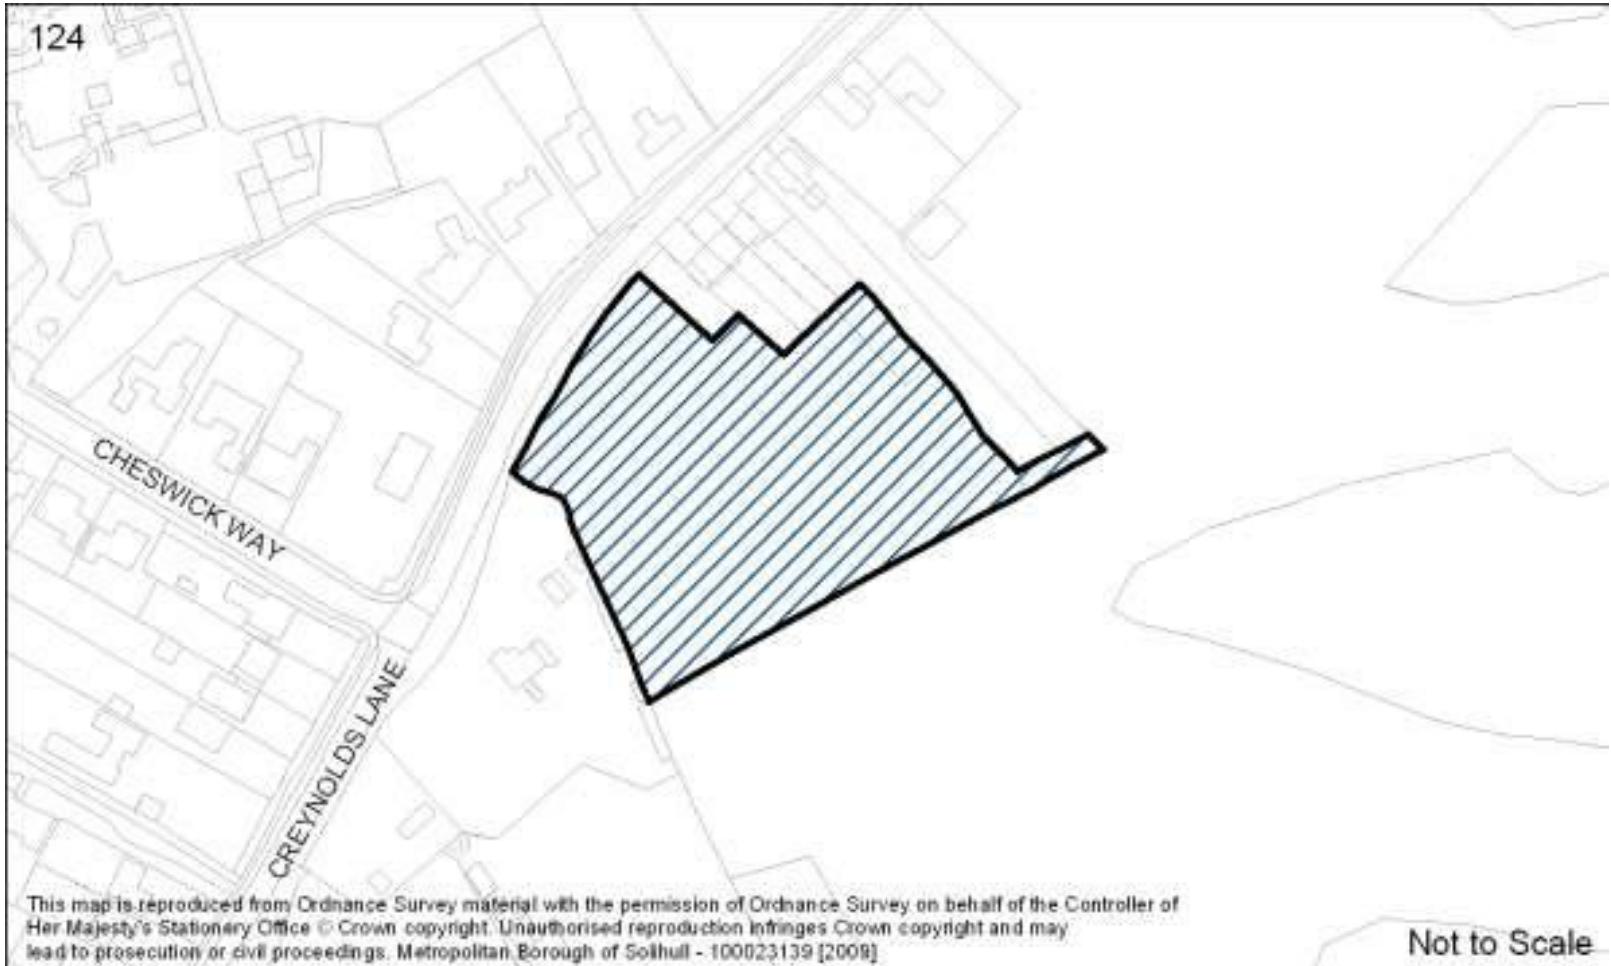 124
CHESWICK WAY
CREYNOLDS LANE
This map is reproduced from Ordnance Survey material with the permission of Ordnance Survey on behalf of the Controller of
Her Majesty's Stationery Office © Crown copyright. Unauthorised reproduction infringes Crown copyright and may
lead to prosecution or civil proceedings. Metropolitan Borough of Solihull - 100023139 [2009]
Not to Scale